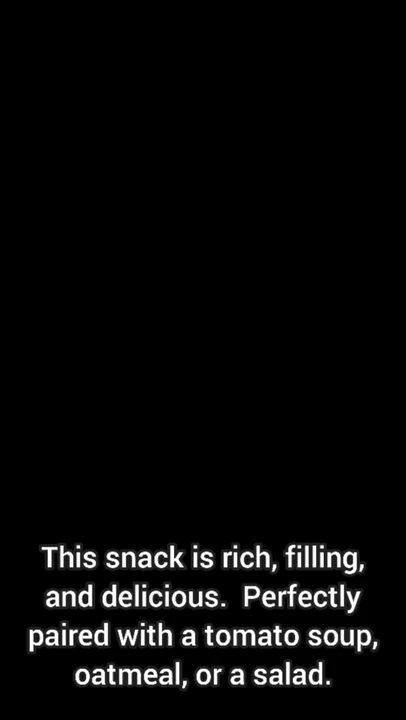 This snack is rich, filling,
and delicious.  Perfectly
paired with a tomato soup,
oatmeal, or a salad.